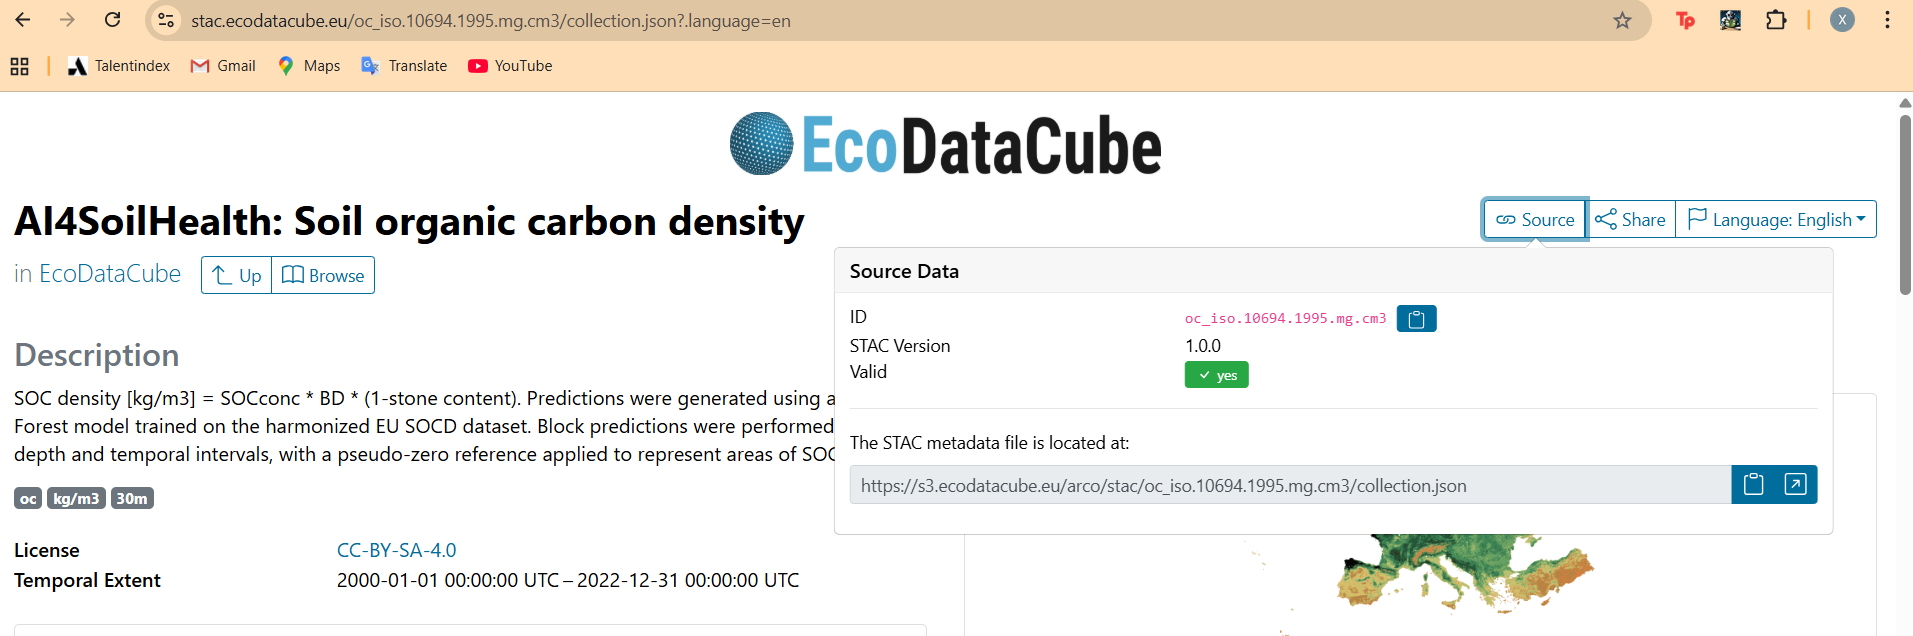 stac.ecodatacube.eu/oc_iso.10694.1995.mg.cm3/collection.json?.language=en
Tp
X
Talentindex
Gmail
Maps
Translate
YouTube
EcoDataCube
AI4SoilHealth: Soil organic carbon density
Source
Share
Language: English
in EcoDataCube
Up
Browse
Source Data
ID
oc_iso.10694.1995.mg.cm3
STAC Version
1.0.0
Valid
yes
The STAC metadata file is located at:
https://s3.ecodatacube.eu/arco/stac/oc_iso.10694.1995.mg.cm3/collection.json
Description
SOC density [kg/m3] = SOCconc * BD * (1-stone content). Predictions were generated using a
Forest model trained on the harmonized EU SOCD dataset. Block predictions were performed
depth and temporal intervals, with a pseudo-zero reference applied to represent areas of SOC
oc
kg/m3
30m
License
CC-BY-SA-4.0
Temporal Extent
2000-01-01 00:00:00 UTC – 2022-12-31 00:00:00 UTC